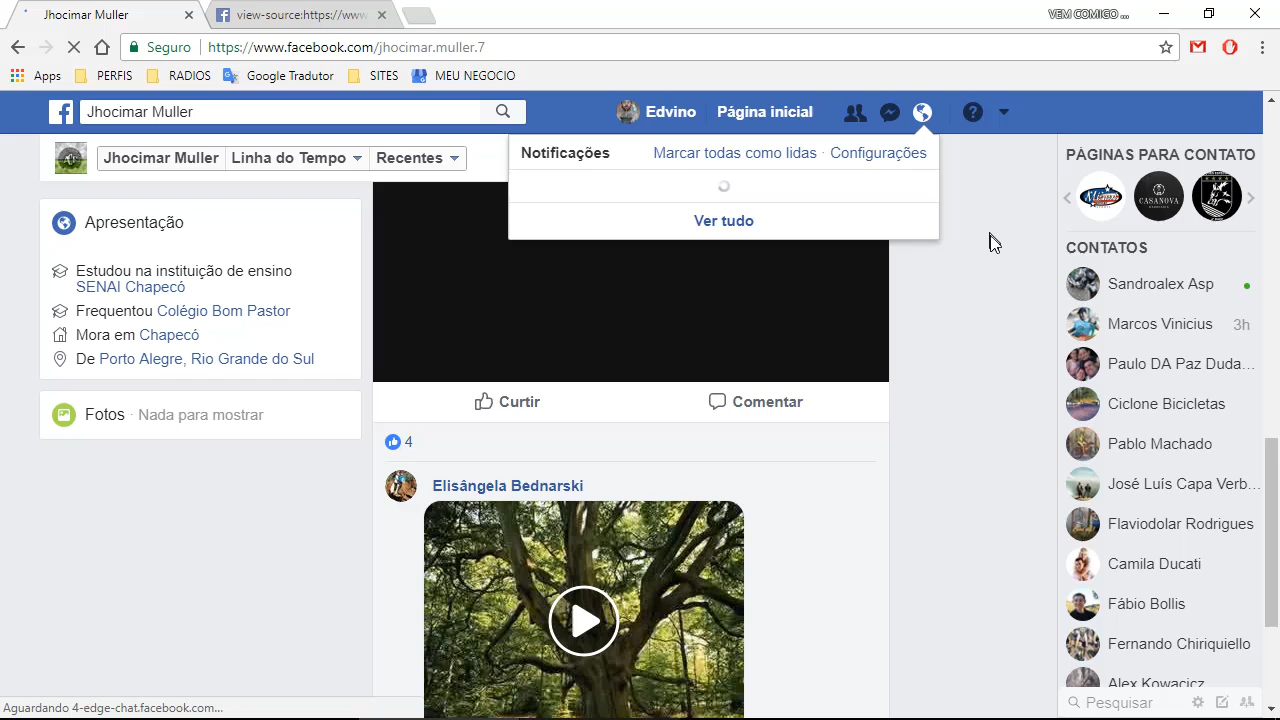 Jhocimar Muller
view-source:https://www
VEM COMIGO ...
Seguro
https://www.facebook.com/jhocimar.muller.7
Apps
PERFIS
RADIOS
Google Tradutor
SITES
MEU NEGOCIO
Jhocimar Muller
Edvino
Página inicial
Jhocimar Muller
Linha do Tempo
Recentes
Notificações
Marcar todas como lidas · Configurações
Ver tudo
Apresentação
Estudou na instituição de ensino
SENAI Chapecó
Frequentou Colégio Bom Pastor
Mora em Chapecó
De Porto Alegre, Rio Grande do Sul
Fotos · Nada para mostrar
Curtir
Comentar
4
Elisângela Bednarski
PÁGINAS PARA CONTATO
CASANOVA
CONTATOS
Sandroalex Asp
Marcos Vinicius 3h
Paulo DA Paz Duda...
Ciclone Bicicletas
Pablo Machado
José Luís Capa Verb...
Flaviodolar Rodrigues
Camila Ducati
Fábio Bollis
Fernando Chiriquiello
Alex Kowacicz
Pesquisar
Aguardando 4-edge-chat.facebook.com...